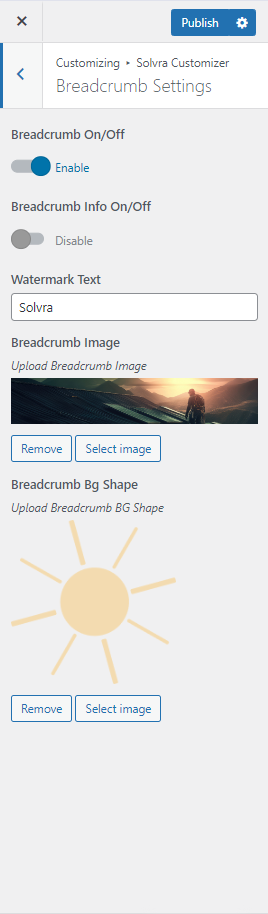 Publish
Customizing ▸ Solvra Customizer
Breadcrumb Settings
Breadcrumb On/Off
Enable
Breadcrumb Info On/Off
Disable
Watermark Text
Solvra
Breadcrumb Image
Upload Breadcrumb Image
Remove Select image
Breadcrumb Bg Shape
Upload Breadcrumb BG Shape
Remove Select image